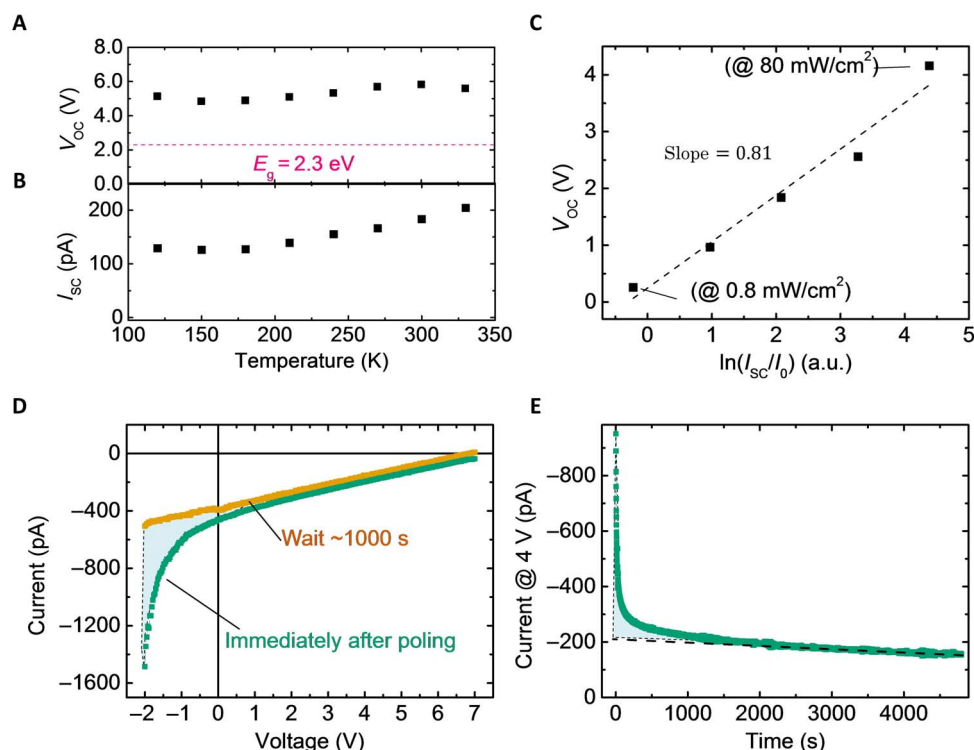 A
8.0
6.0
4.0
2.0
0.0
V_OC (V)
E_g = 2.3 eV
B
200
100
0
I_SC (pA)
100 150 200 250 300 350
Temperature (K)
C
4
3
2
1
0
V_OC (V)
(@ 80 mW/cm²)
Slope = 0.81
(@ 0.8 mW/cm²)
0 1 2 3 4 5
ln(I_SC/I_0) (a.u.)
D
0
−400
−800
−1200
−1600
Current (pA)
Wait ~1000 s
Immediately after poling
−2 −1 0 1 2 3 4 5 6 7
Voltage (V)
E
−800
−600
−400
−200
0
Current @ 4 V (pA)
0 1000 2000 3000 4000
Time (s)